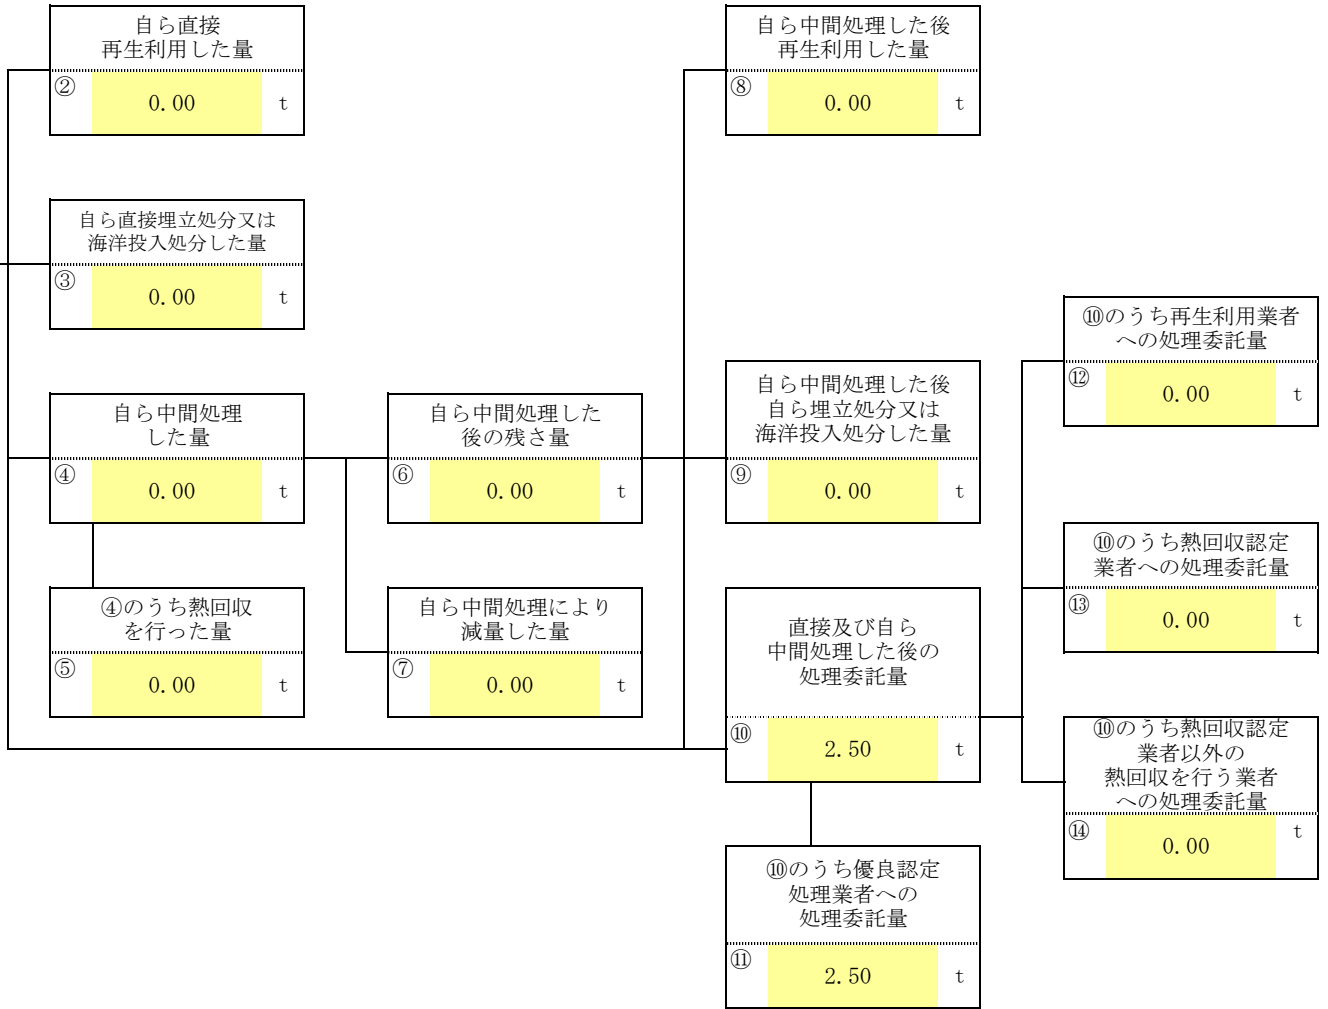 自ら直接
再生利用した量
②
0.00
t
自ら中間処理した後
再生利用した量
⑧
0.00
t
自ら直接埋立処分又は
海洋投入処分した量
③
0.00
t
⑩のうち再生利用業者
への処理委託量
⑫
0.00
t
自ら中間処理
した量
④
0.00
t
自ら中間処理した
後の残さ量
⑥
0.00
t
自ら中間処理した後
自ら埋立処分又は
海洋投入処分した量
⑨
0.00
t
⑩のうち熱回収認定
業者への処理委託量
⑬
0.00
t
④のうち熱回収
を行った量
⑤
0.00
t
自ら中間処理により
減量した量
⑦
0.00
t
直接及び自ら
中間処理した後の
処理委託量
⑩
2.50
t
⑩のうち熱回収認定
業者以外の
熱回収を行う業者
への処理委託量
⑭
0.00
t
⑩のうち優良認定
処理業者への
処理委託量
⑪
2.50
t